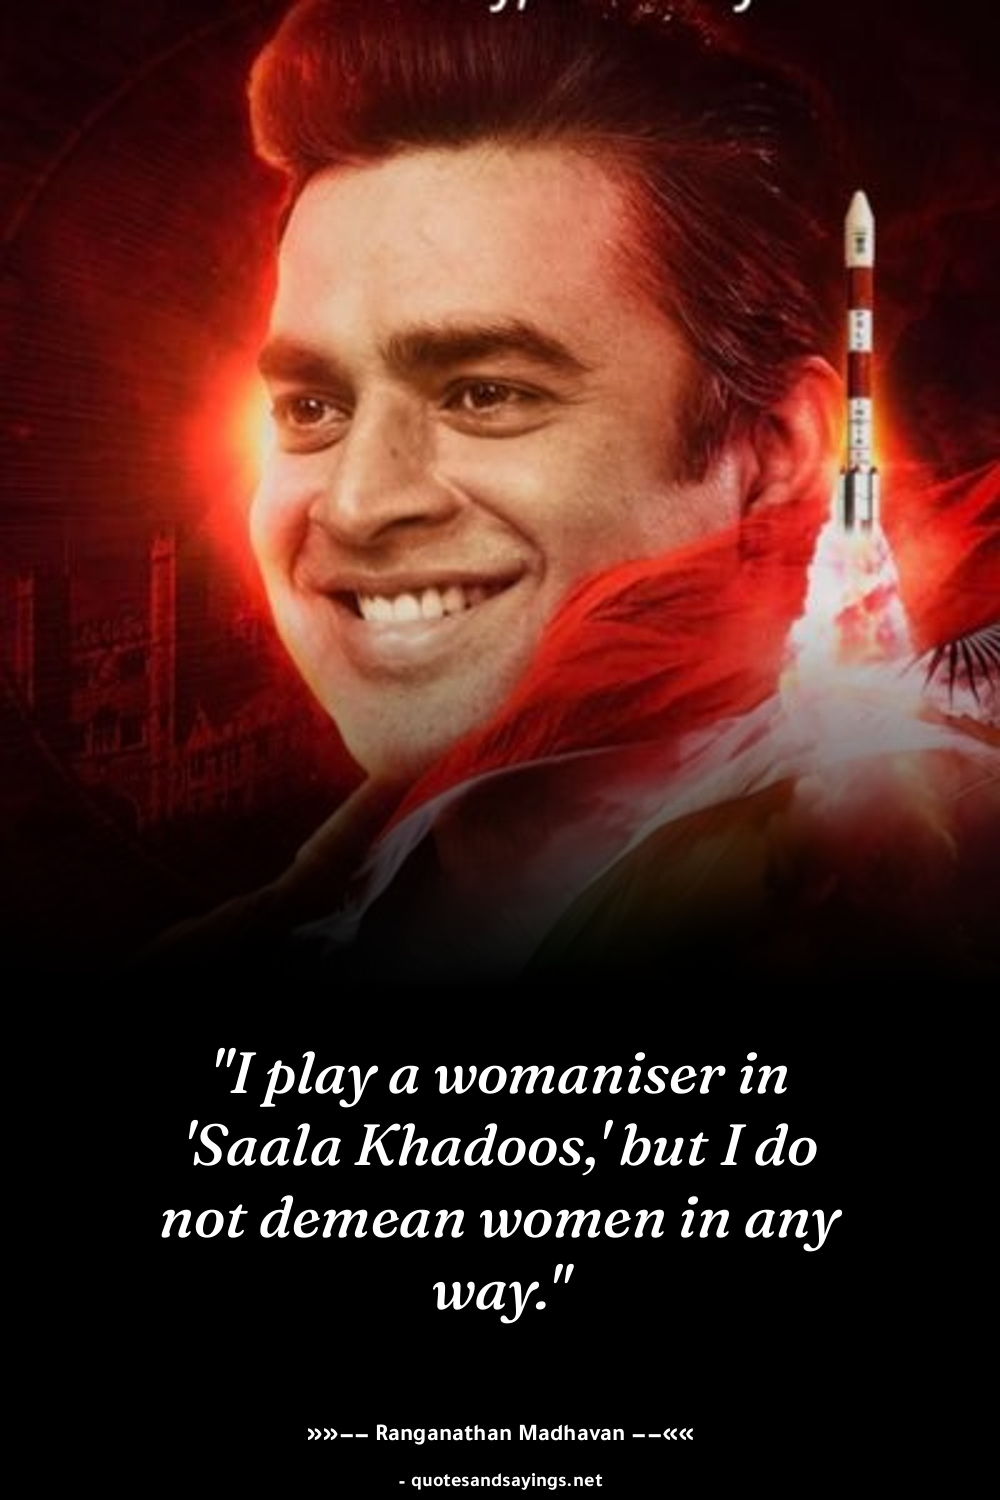 "I play a womaniser in
'Saala Khadoos,' but I do
not demean women in any
way."
»»−− Ranganathan Madhavan −−««
- quotesandsayings.net